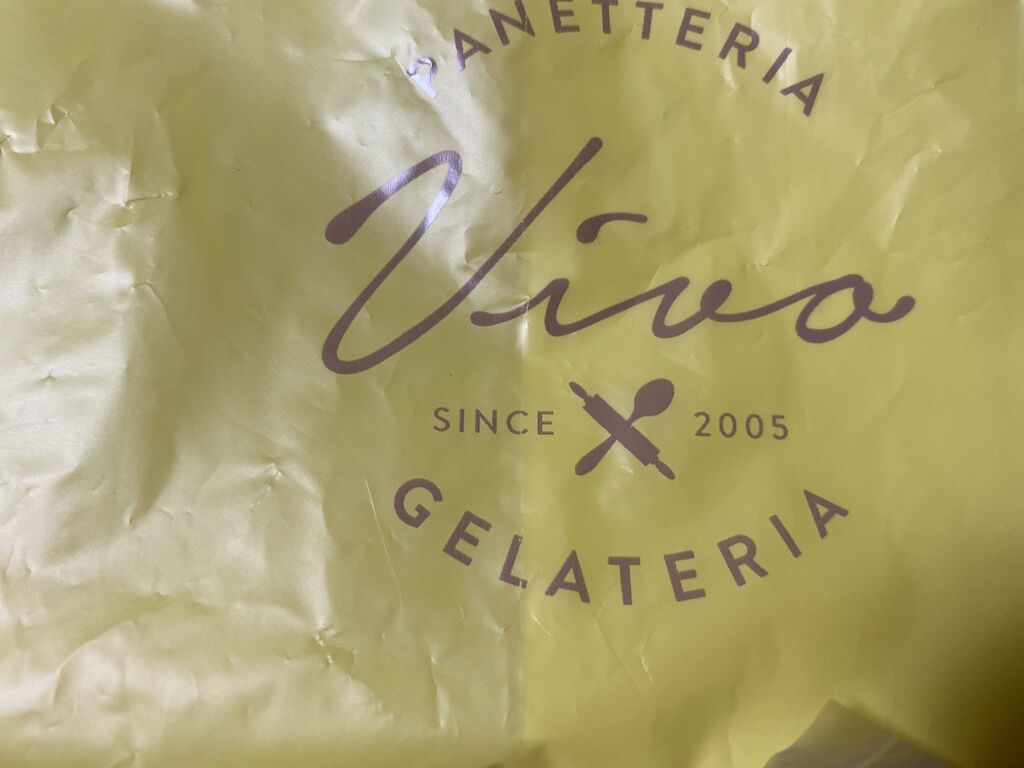 PANETTERIA
Vivo
SINCE 2005
GELATERIA